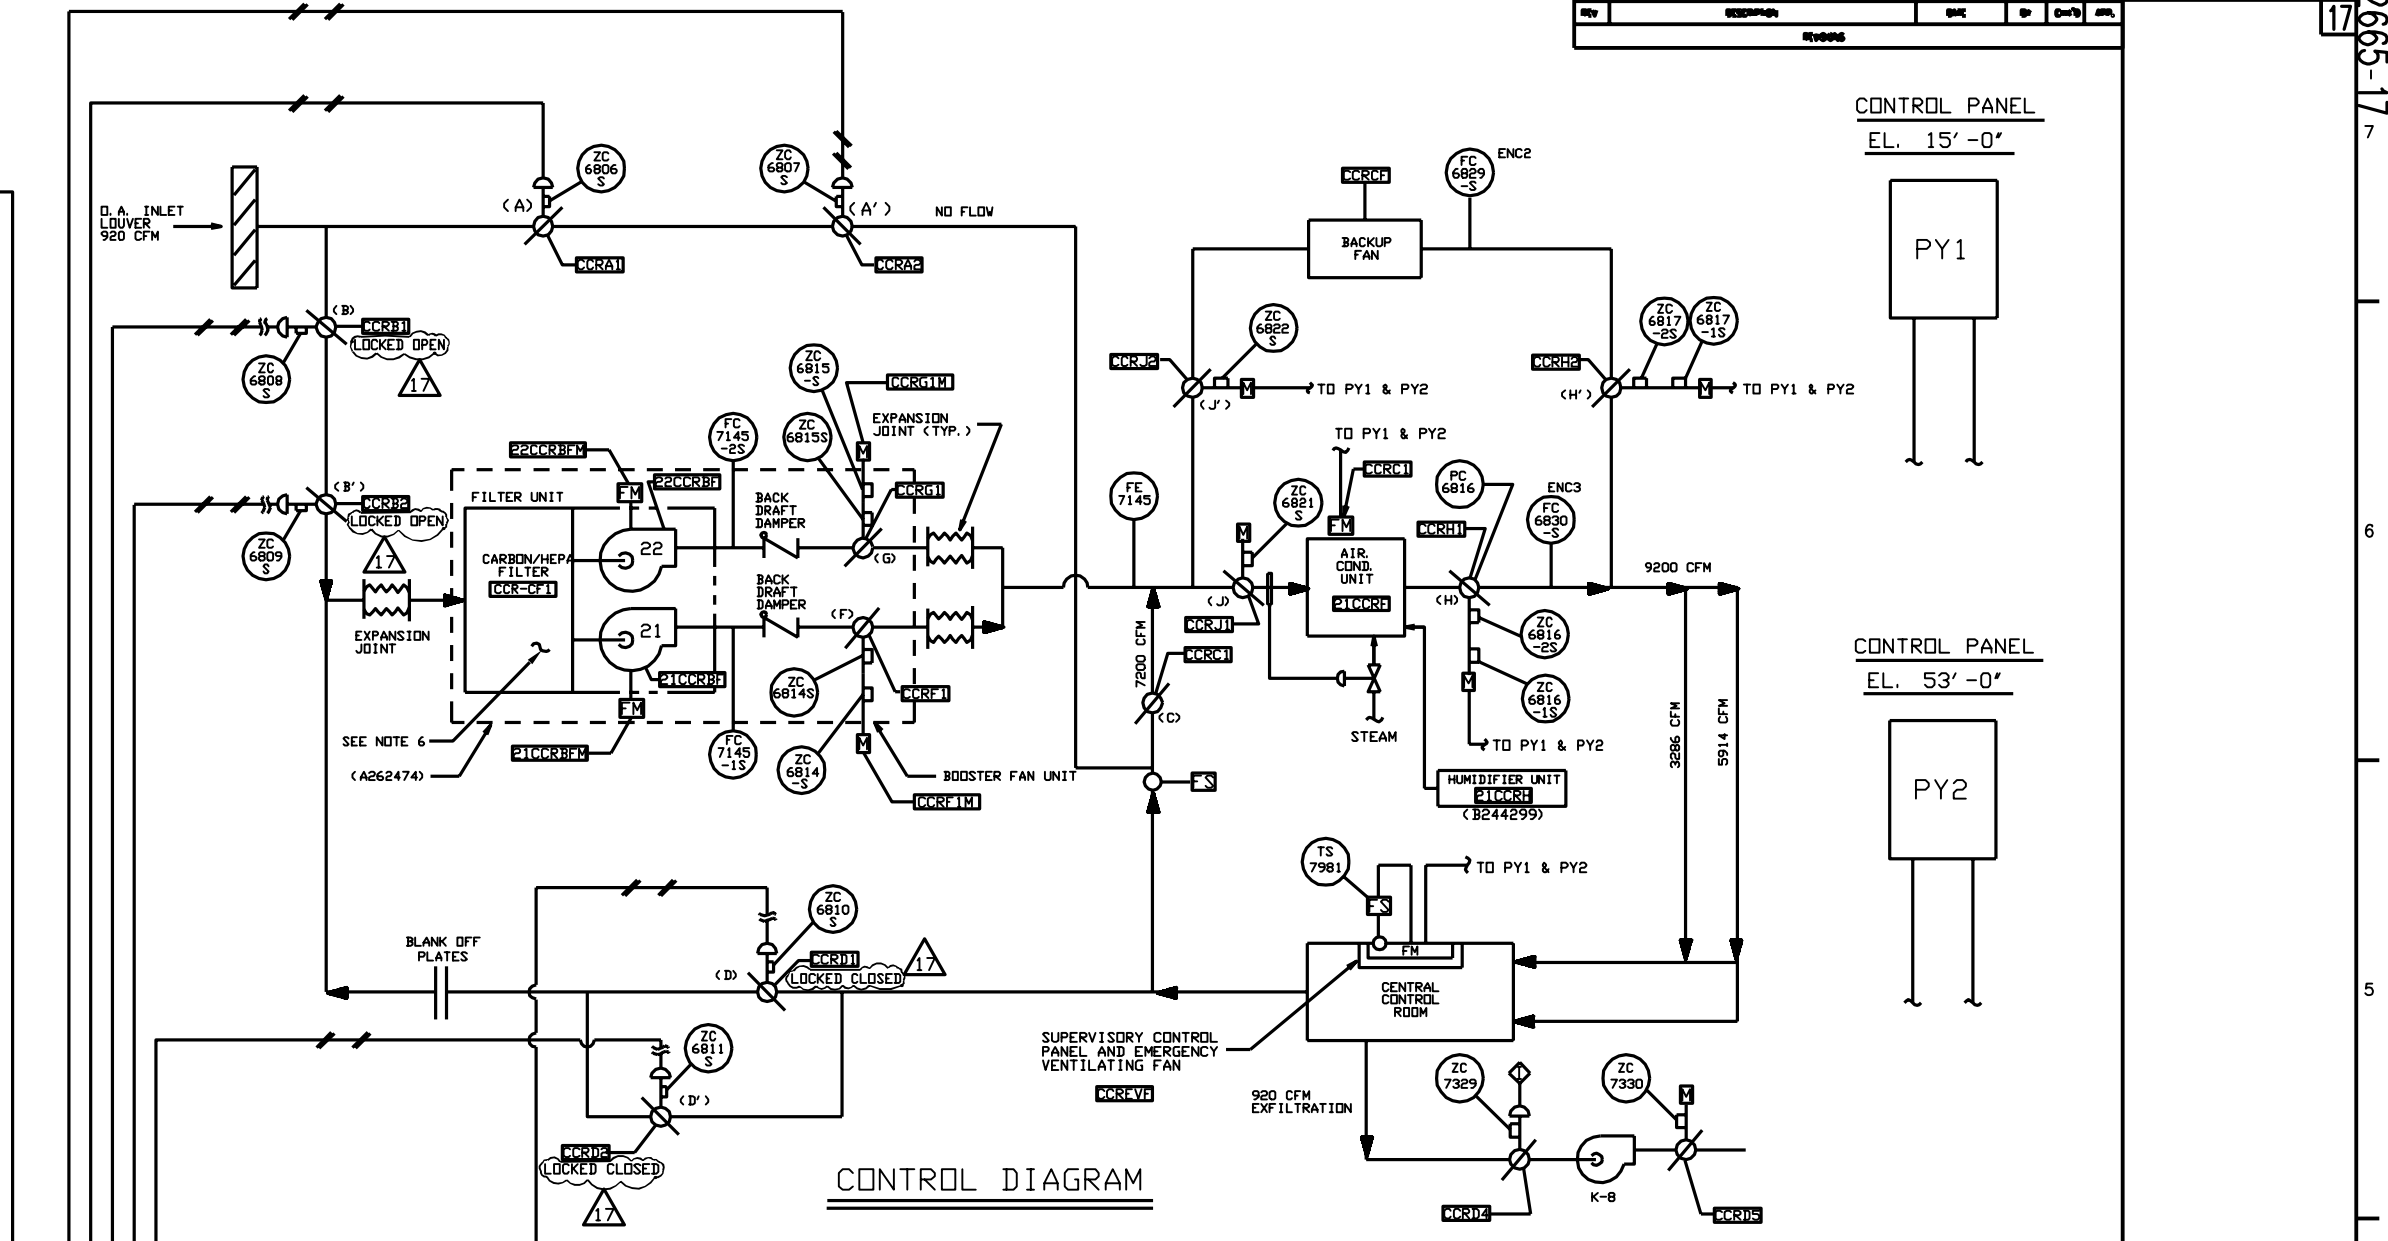 17
2665-17
7
6
5
CONTROL PANEL
EL. 15'-0"
PY1
CONTROL PANEL
EL. 53'-0"
PY2
ZC
6806
S
ZC
6807
S
(A)
(A')
NO FLOW
O.A. INLET
LOUVER
920 CFM
CCRA1
CCRA2
CCRCF
FC
6829
-S
ENC2
BACKUP
FAN
(B)
CCRB1
LOCKED OPEN
17
ZC
6808
S
(B')
CCRB2
LOCKED OPEN
17
ZC
6809
S
EXPANSION
JOINT
ZC
6815
-S
CCRG1M
EXPANSION
JOINT (TYP.)
FC
7145
-2S
ZC
6815S
22CCRBFM
FM
22CCRBF
FILTER UNIT
BACK
DRAFT
DAMPER
CCRG1
22
(G)
CARBON/HEPA
FILTER
CCR-CF1
BACK
DRAFT
DAMPER
(F)
21
21CCRBF
FM
ZC
6814S
CCRF1
M
M
SEE NOTE 6
21CCRBFM
FC
7145
-1S
ZC
6814
-S
(A262474)
BOOSTER FAN UNIT
CCRF1M
CCRJ2
ZC
6822
S
M
TO PY1 & PY2
(J')
CCRH2
ZC
6817
-2S
ZC
6817
-1S
M
TO PY1 & PY2
(H')
TO PY1 & PY2
CCRC1
FE
7145
ZC
6821
S
M
FM
PC
6816
CCRH1
ENC3
FC
6830
-S
AIR.
COND.
UNIT
21CCRF
(J)
CCRJ1
(H)
9200 CFM
7200 CFM
CCRC1
(C)
ZC
6816
-2S
ZC
6816
-1S
M
TO PY1 & PY2
STEAM
FS
HUMIDIFIER UNIT
21CCRH
(B244299)
3286 CFM
5914 CFM
TS
7981
FS
TO PY1 & PY2
FM
CENTRAL
CONTROL
ROOM
SUPERVISORY CONTROL
PANEL AND EMERGENCY
VENTILATING FAN
CCREVF
920 CFM
EXFILTRATION
BLANK OFF
PLATES
ZC
6810
S
(D)
CCRD1
LOCKED CLOSED
17
ZC
6811
S
(D')
CCRD2
LOCKED CLOSED
17
ZC
7329
ZC
7330
M
K-8
CCRD4
CCRD5
CONTROL DIAGRAM